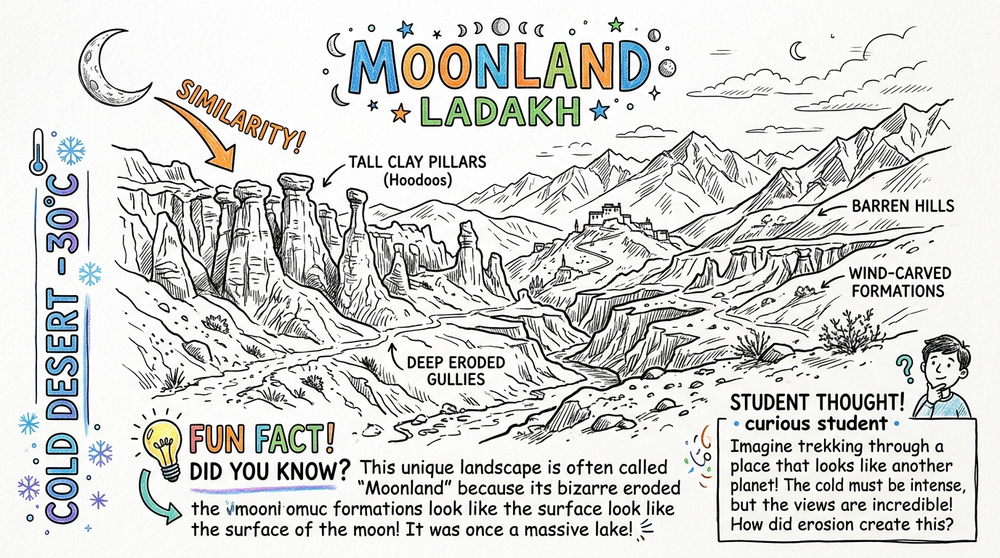 MOONLAND
LADAKH
SIMILARITY!
COLD DESERT -30°C
TALL CLAY PILLARS
(Hoodoos)
BARREN HILLS
WIND-CARVED
FORMATIONS
DEEP ERODED
GULLIES
FUN FACT!
DID YOU KNOW? This unique landscape is often called
"Moonland" because its bizarre eroded
the mooni omuc formations look like the surface look like
the surface of the moon! It was once a massive lake!
?
STUDENT THOUGHT!
• curious student •
Imagine trekking through a
place that looks like another
planet! The cold must be intense,
but the views are incredible!
How did erosion create this?